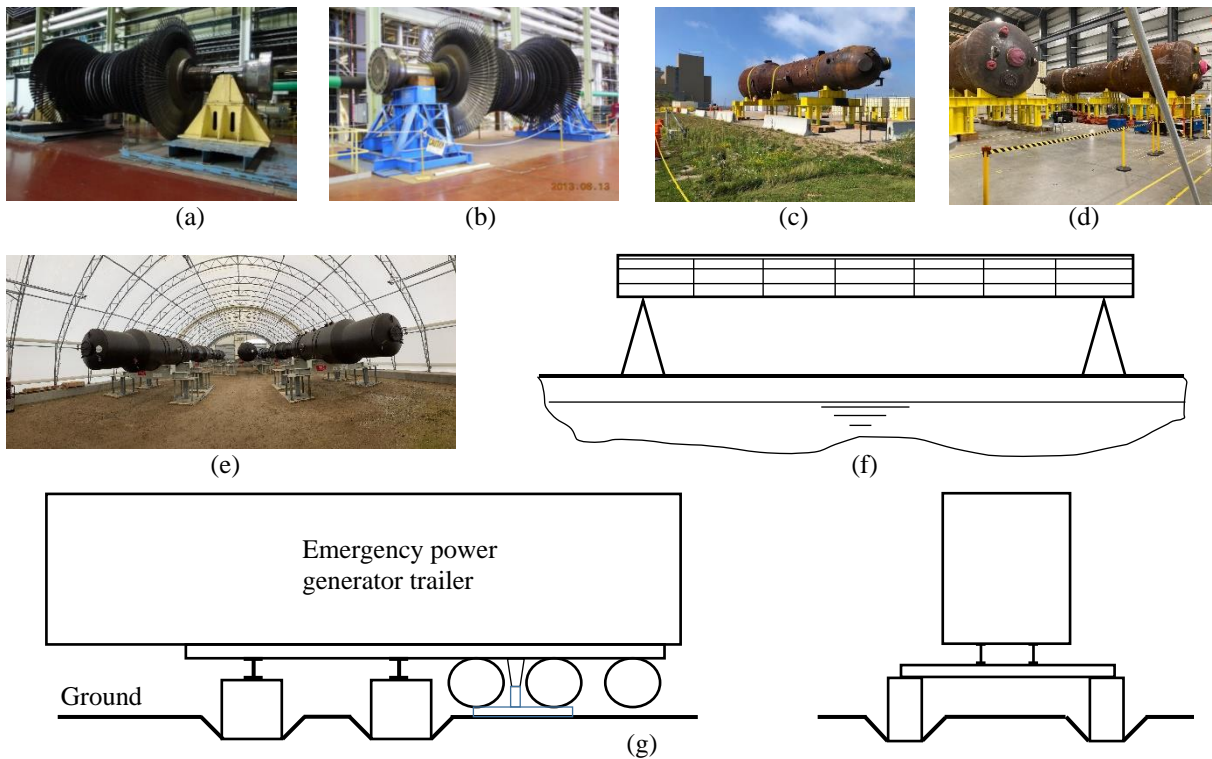 (a)
(b)
2013.06.13
(c)
(d)
(e)
(f)
Emergency power
generator trailer
Ground
(g)